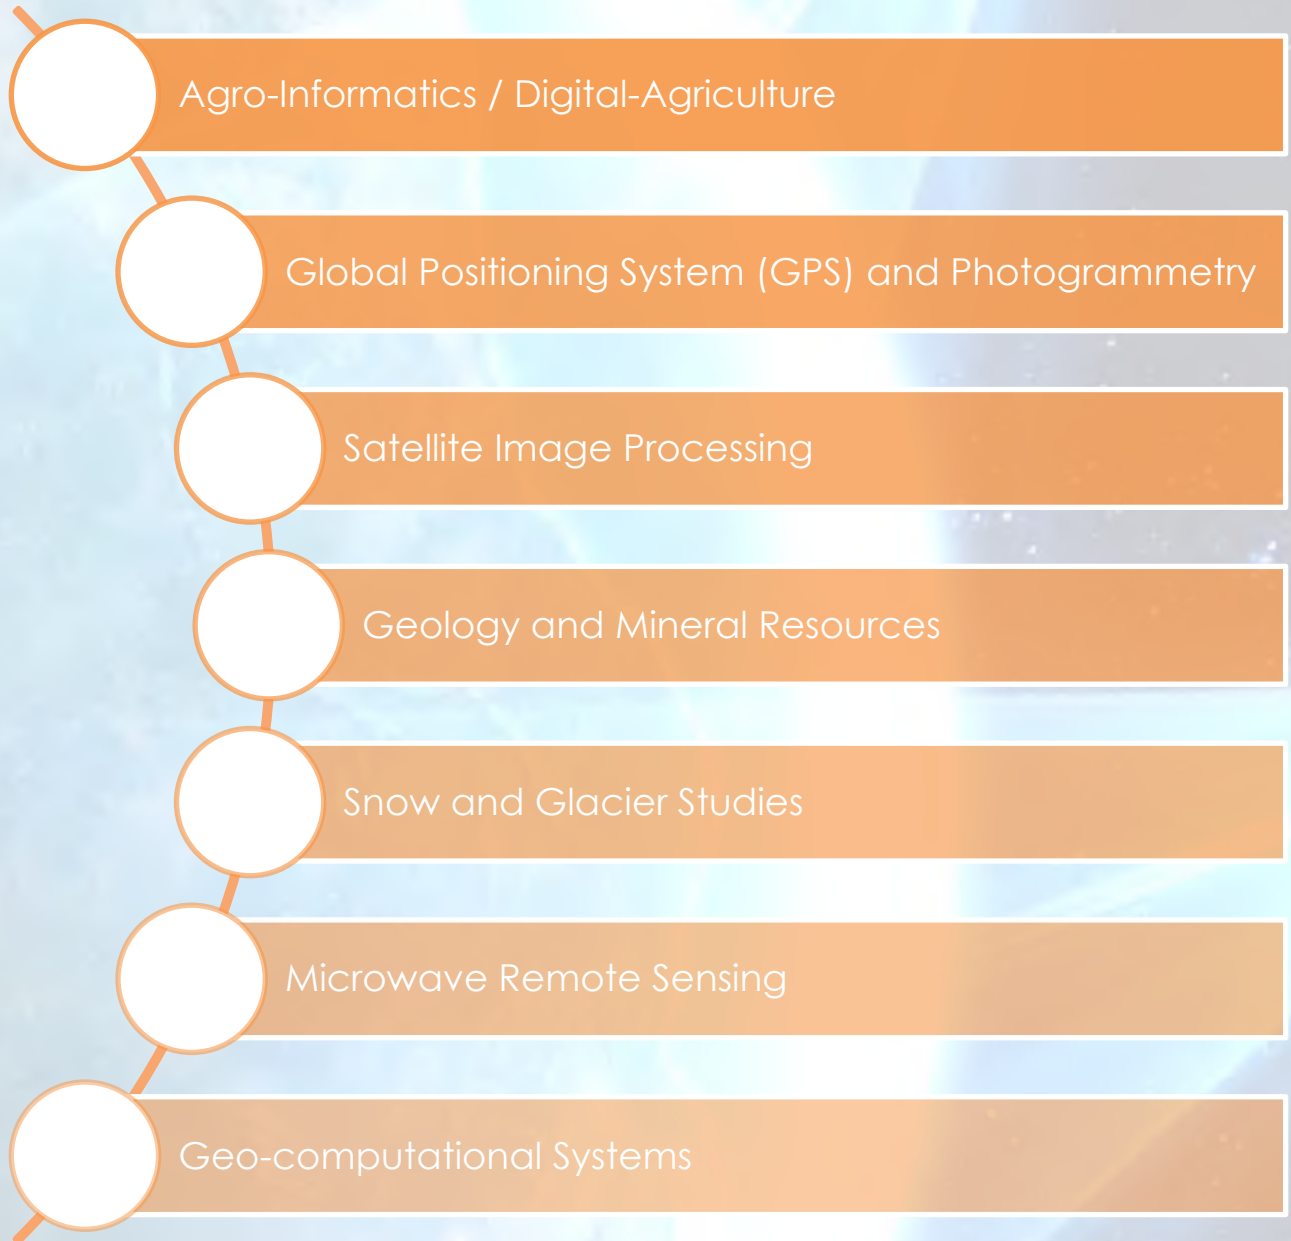 Agro-Informatics / Digital-Agriculture
Global Positioning System (GPS) and Photogrammetry
Satellite Image Processing
Geology and Mineral Resources
Snow and Glacier Studies
Microwave Remote Sensing
Geo-computational Systems